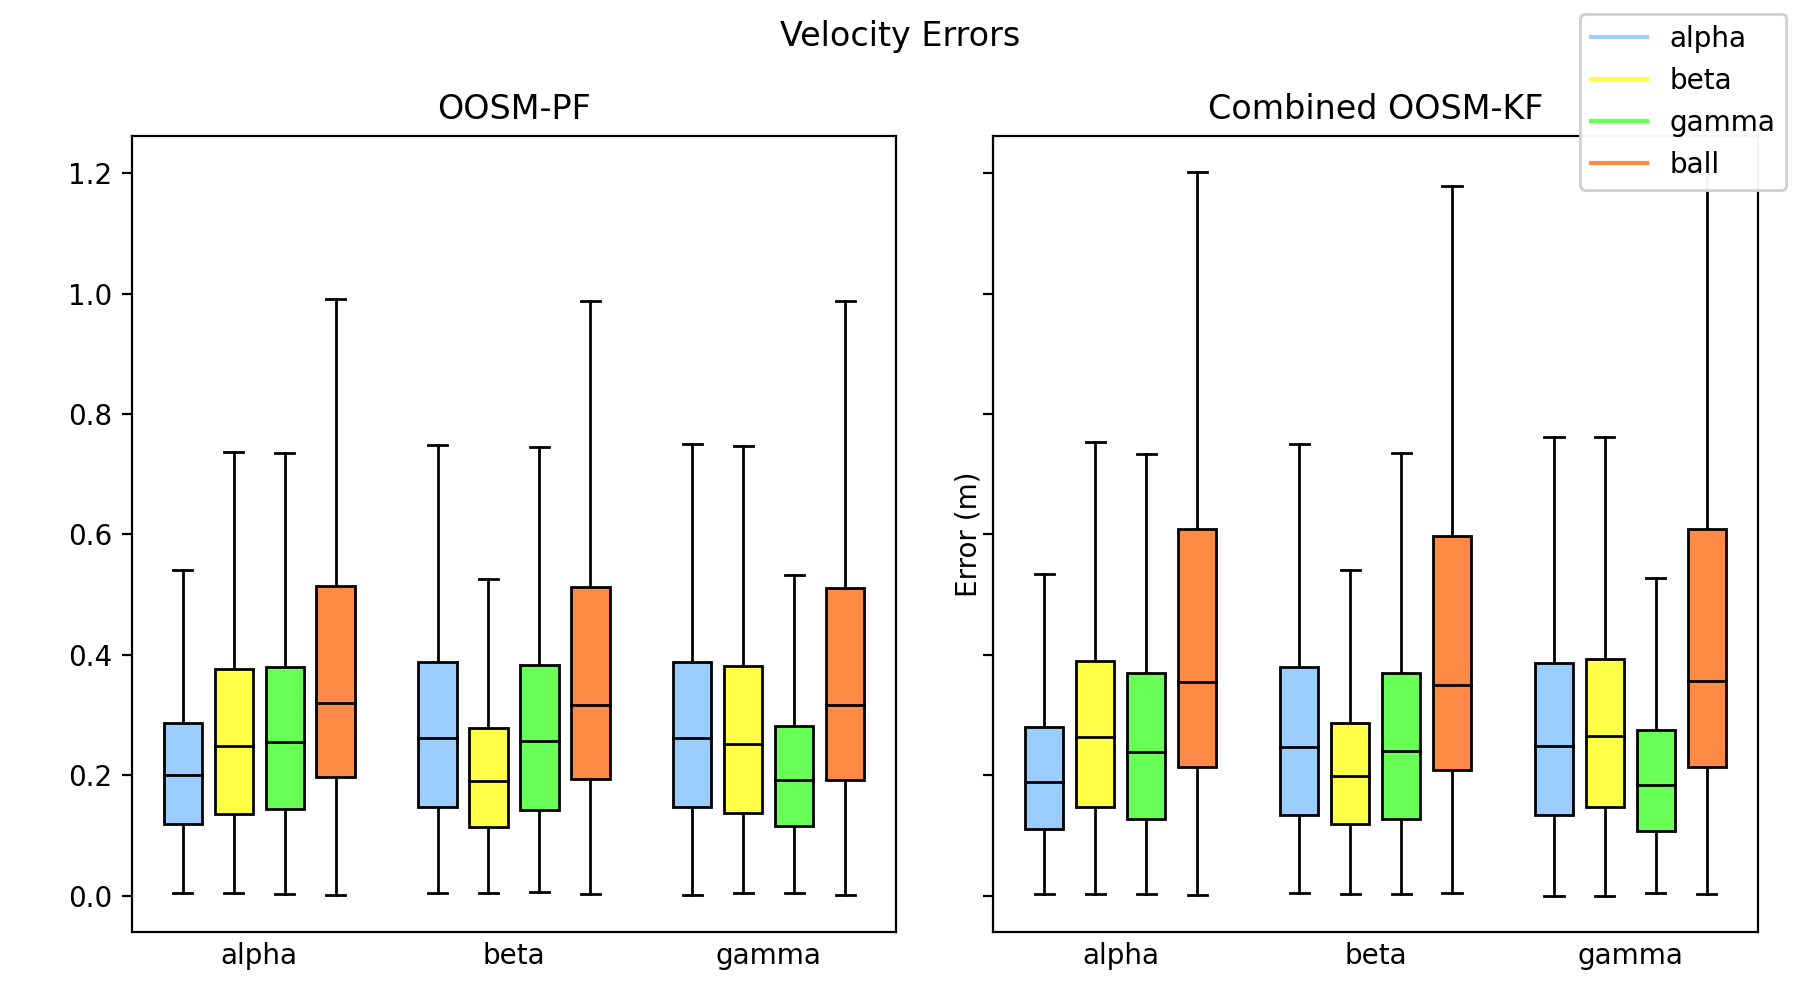 Velocity Errors
alpha
beta
gamma
ball
OOSM-PF
Combined OOSM-KF
1.2
1.0
0.8
0.6
0.4
0.2
0.0
Error (m)
alpha beta gamma
alpha beta gamma